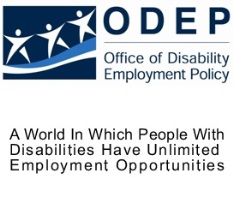 ODEP
Office of Disability
Employment Policy
A World In Which People With
Disabilities Have Unlimited
Employment Opportunities